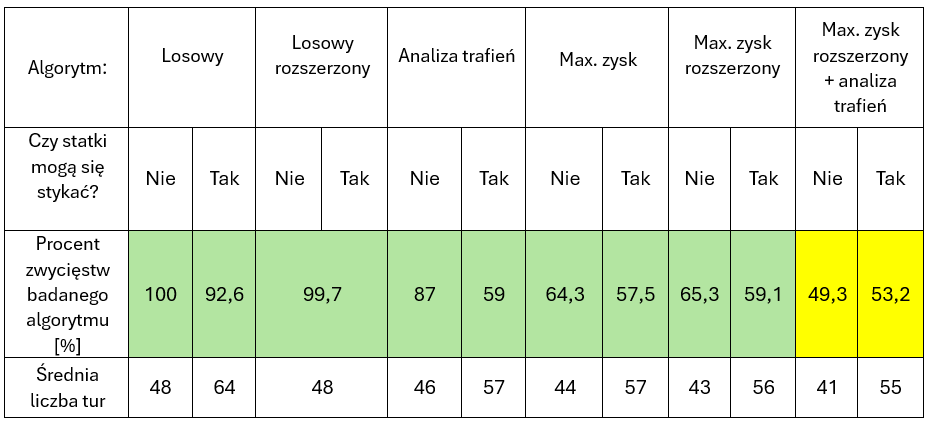 Algorytm:
Losowy
Losowy
rozszerzony
Analiza trafień
Max. zysk
Max. zysk
rozszerzony
Max. zysk
rozszerzony
+ analiza
trafień
Czy statki
mogą się
stykać?
Nie
Tak
Nie
Tak
Nie
Tak
Nie
Tak
Nie
Tak
Nie
Tak
Procent
zwycięstw
badanego
algorytmu
[%]
100
92,6
99,7
87
59
64,3
57,5
65,3
59,1
49,3
53,2
Średnia
liczba tur
48
64
48
46
57
44
57
43
56
41
55